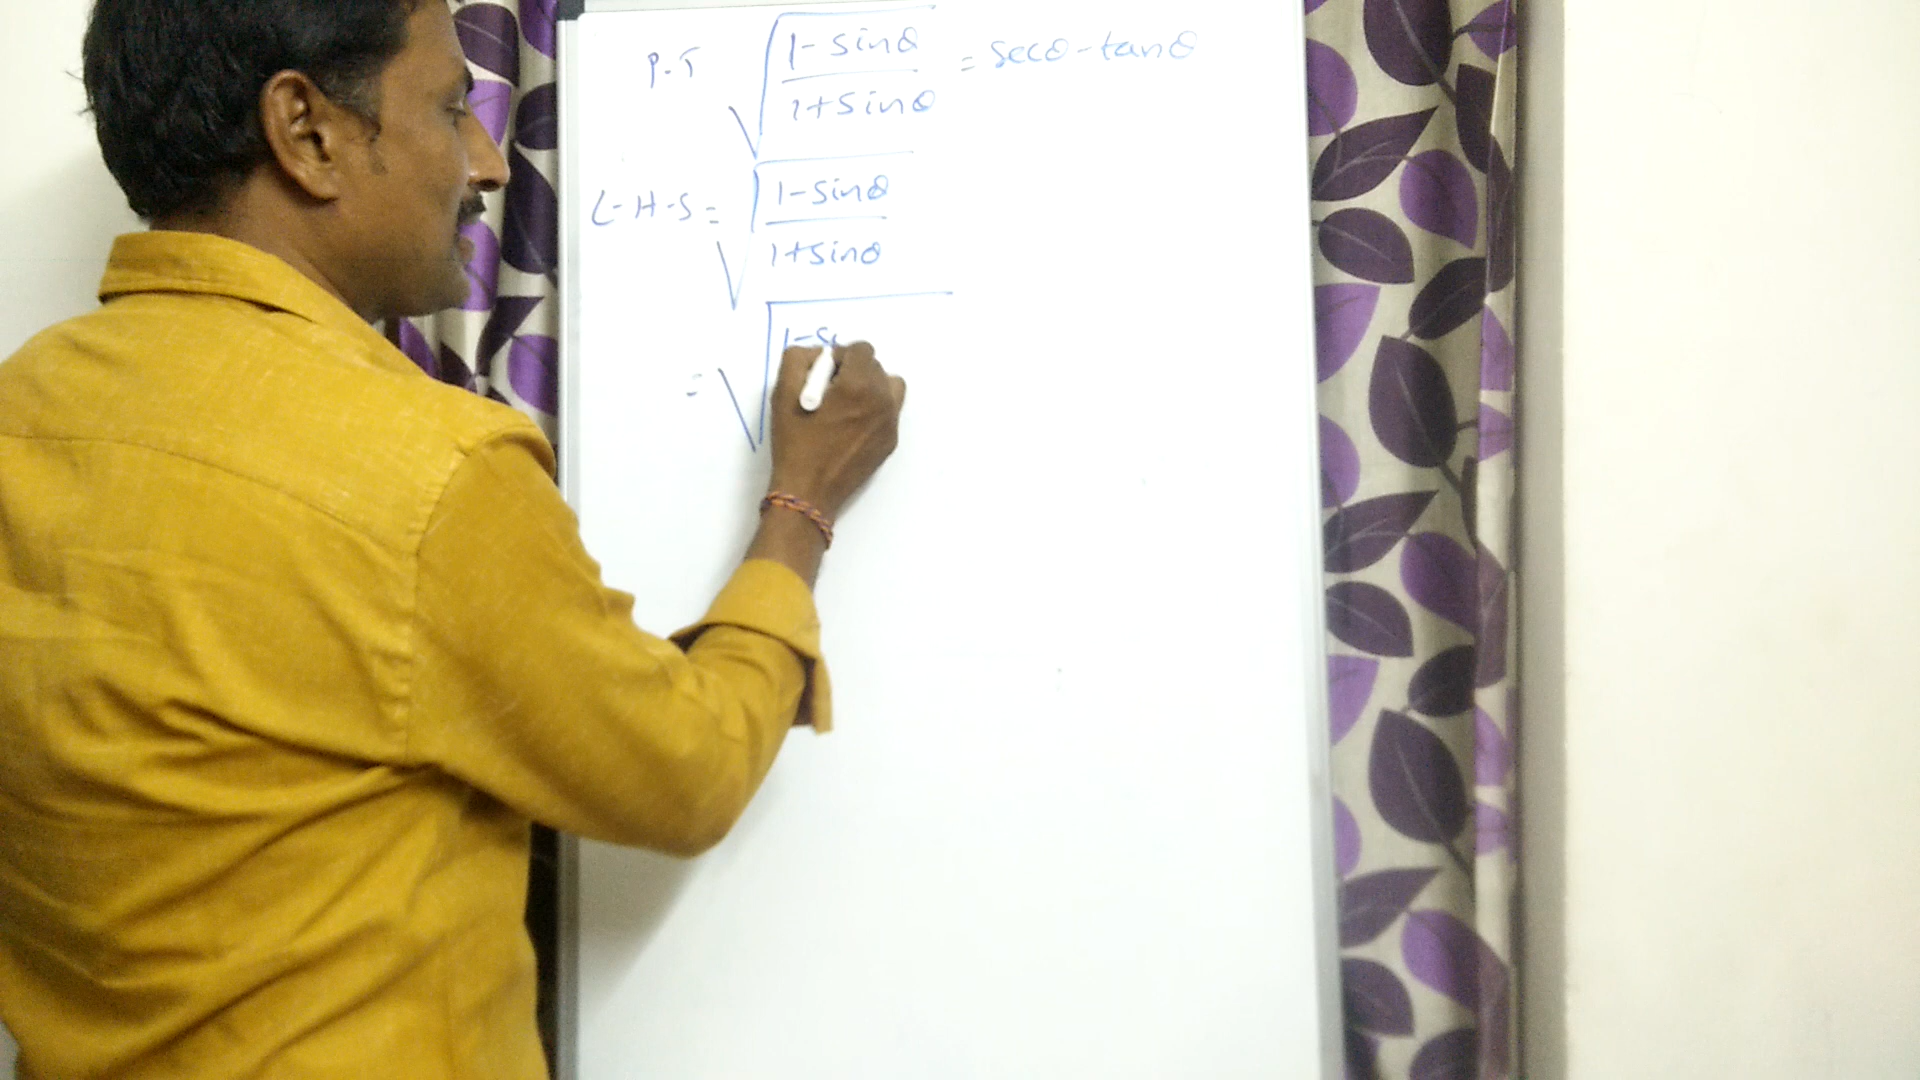 P.T √(1-sinθ / 1+sinθ) = secθ-tanθ
L-H-S = √(1-sinθ / 1+sinθ)
= √(1-s